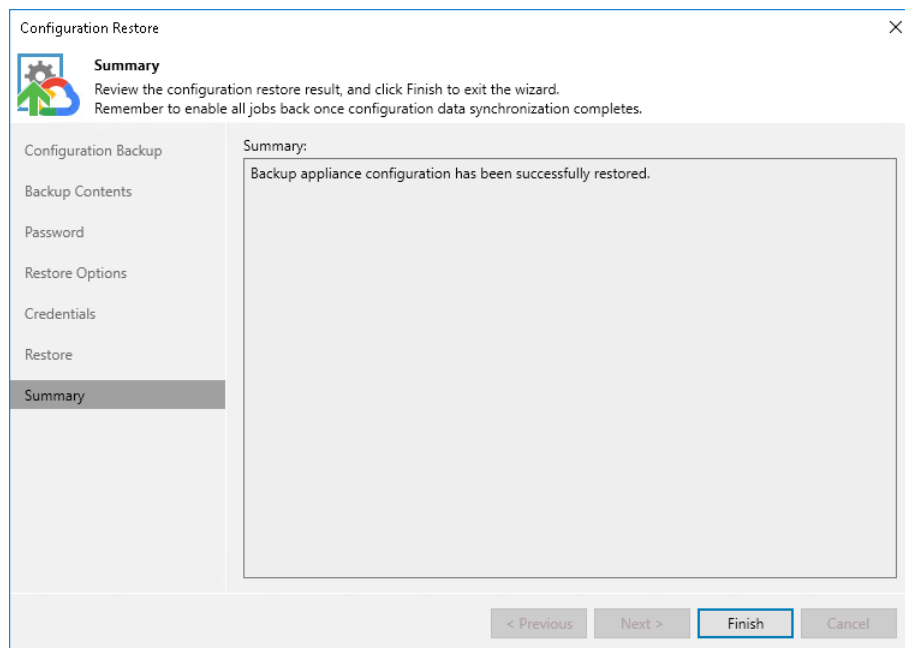 Configuration Restore
Summary
Review the configuration restore result, and click Finish to exit the wizard.
Remember to enable all jobs back once configuration data synchronization completes.
Configuration Backup
Backup Contents
Password
Restore Options
Credentials
Restore
Summary
Summary:
Backup appliance configuration has been successfully restored.
< Previous
Next >
Finish
Cancel